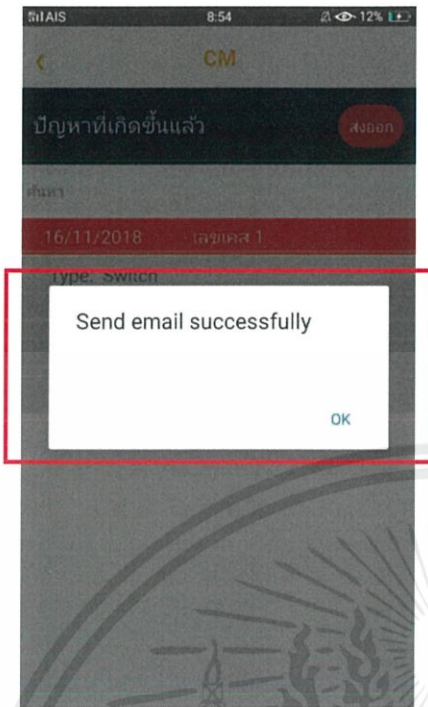 AIS 8:54 12%
CM
ปัญหาที่เกิดขึ้นแล้ว ส่งออก
ค้นหา
16/11/2018 เลขเคส 1
Type: Switch
Send email successfully
OK